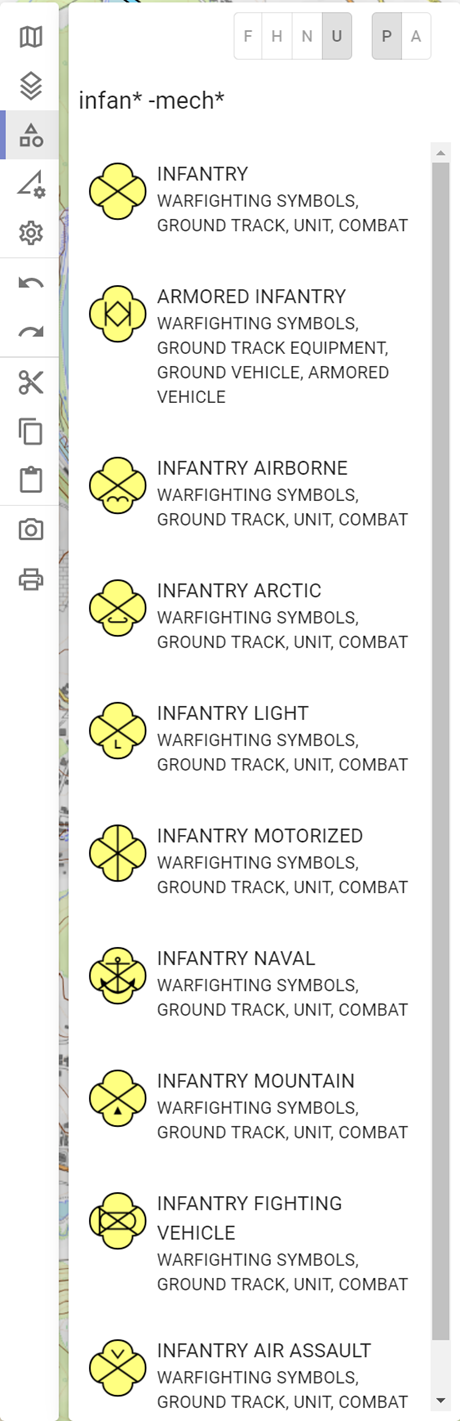 F H N U P A
infan* -mech*
INFANTRY
WARFIGHTING SYMBOLS,
GROUND TRACK, UNIT, COMBAT
ARMORED INFANTRY
WARFIGHTING SYMBOLS,
GROUND TRACK EQUIPMENT,
GROUND VEHICLE, ARMORED
VEHICLE
INFANTRY AIRBORNE
WARFIGHTING SYMBOLS,
GROUND TRACK, UNIT, COMBAT
INFANTRY ARCTIC
WARFIGHTING SYMBOLS,
GROUND TRACK, UNIT, COMBAT
INFANTRY LIGHT
WARFIGHTING SYMBOLS,
L
GROUND TRACK, UNIT, COMBAT
INFANTRY MOTORIZED
WARFIGHTING SYMBOLS,
GROUND TRACK, UNIT, COMBAT
INFANTRY NAVAL
WARFIGHTING SYMBOLS,
GROUND TRACK, UNIT, COMBAT
INFANTRY MOUNTAIN
WARFIGHTING SYMBOLS,
GROUND TRACK, UNIT, COMBAT
INFANTRY FIGHTING
VEHICLE
WARFIGHTING SYMBOLS,
GROUND TRACK, UNIT, COMBAT
INFANTRY AIR ASSAULT
WARFIGHTING SYMBOLS,
GROUND TRACK, UNIT, COMBAT